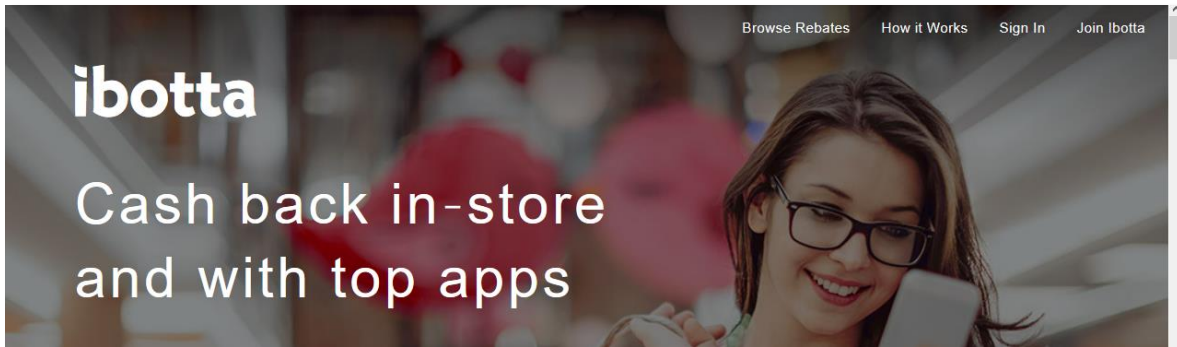 Browse Rebates How it Works Sign In Join Ibotta
ibotta
Cash back in-store
and with top apps